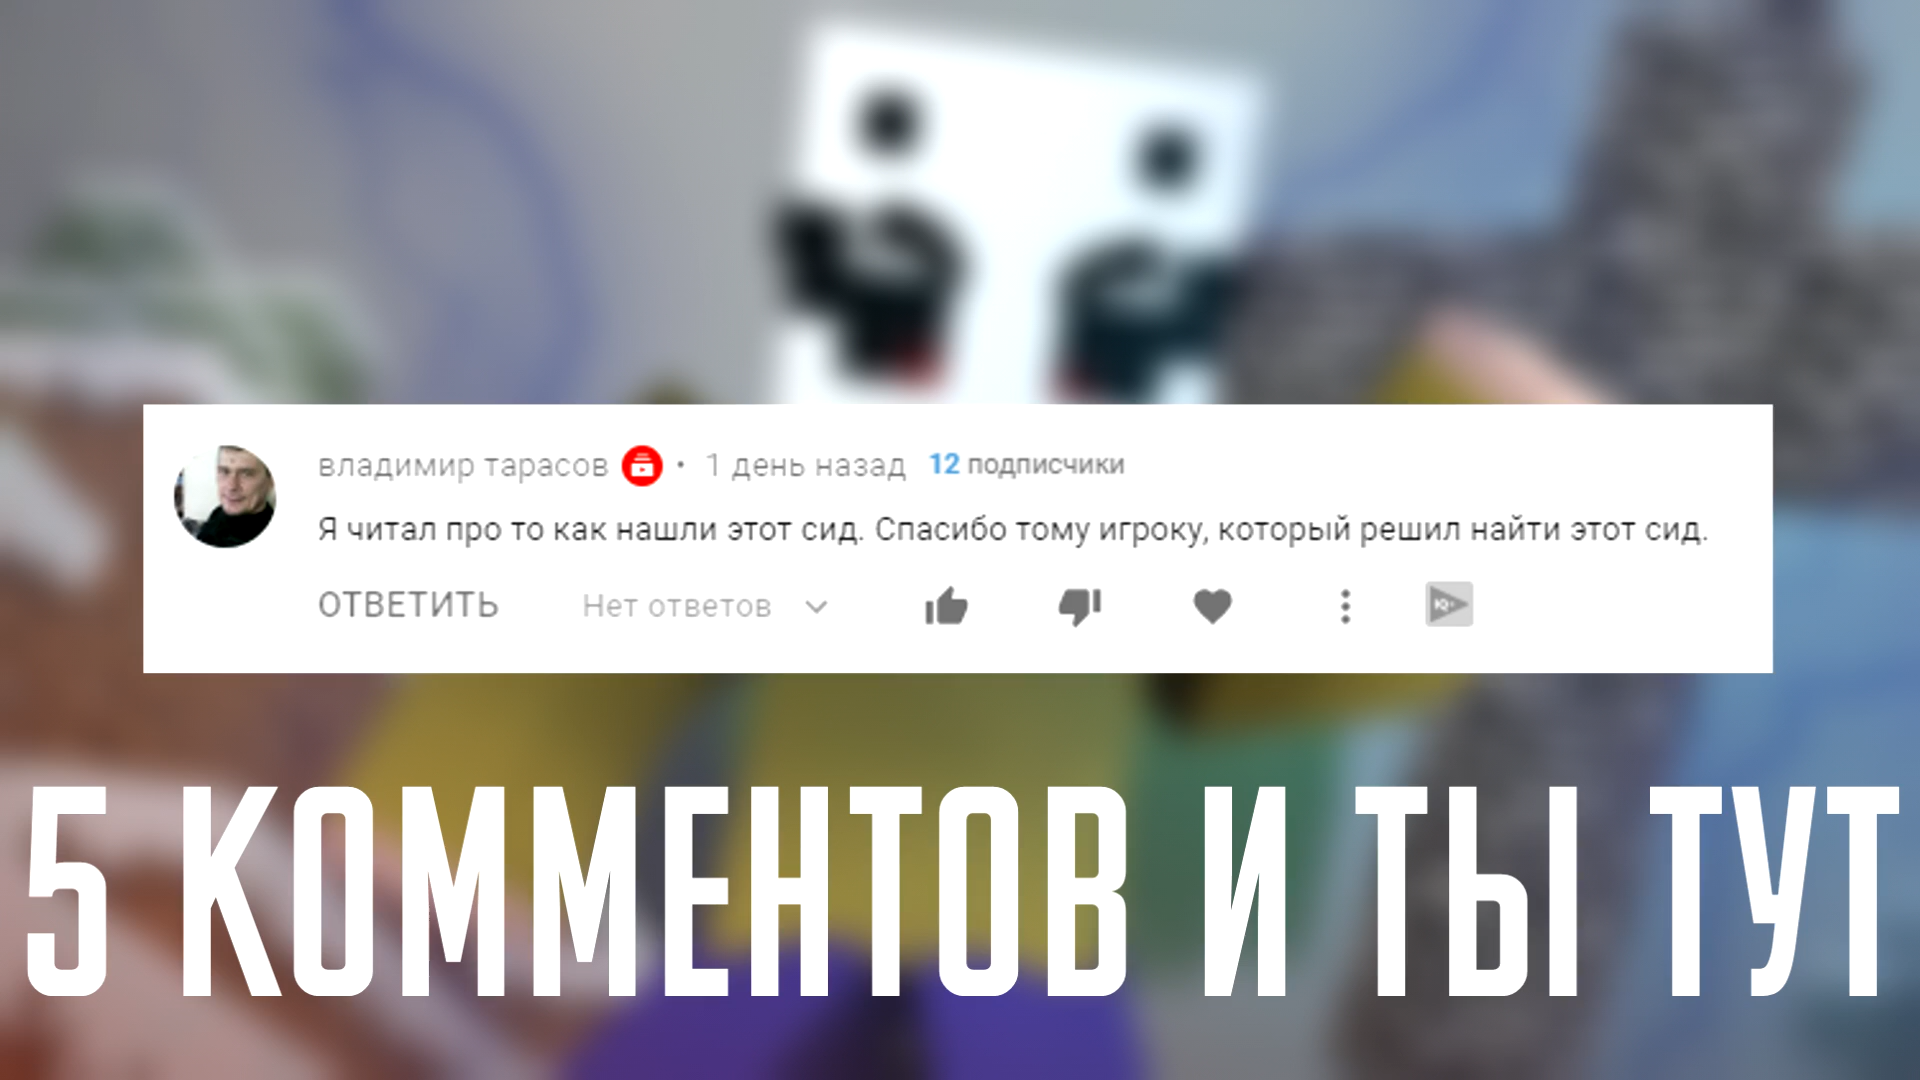 владимир тарасов • 1 день назад 12 подписчики
Я читал про то как нашли этот сид. Спасибо тому игроку, который решил найти этот сид.
ОТВЕТИТЬ Нет ответов
5 КОММЕНТОВ И ТЫ ТУТ